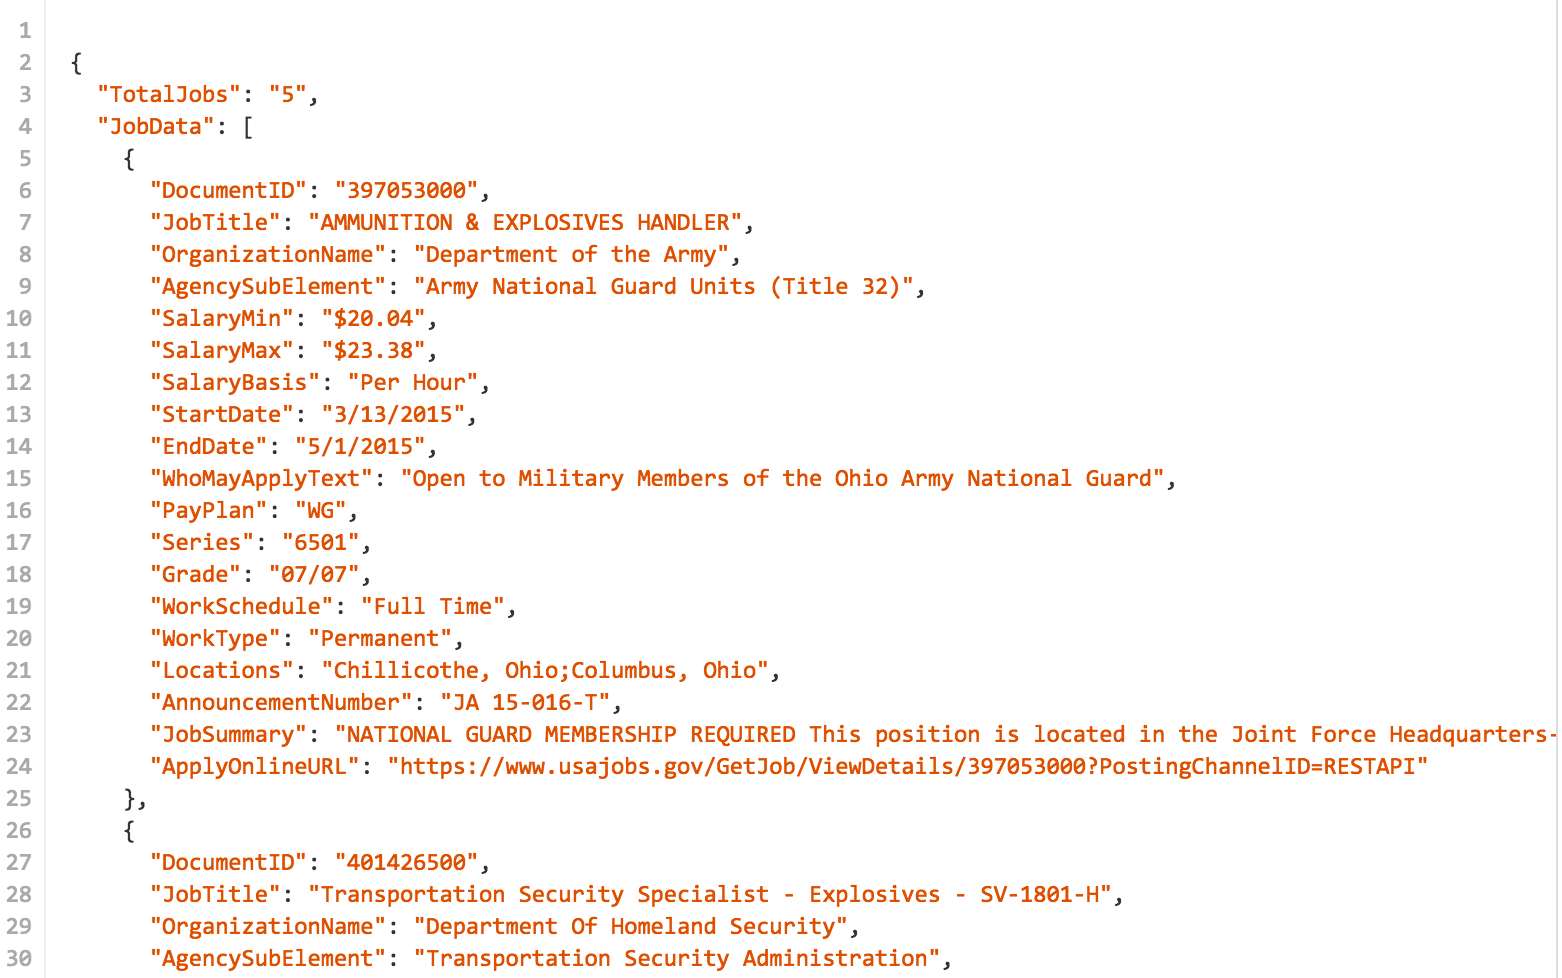 1
2 {
3 "TotalJobs": "5",
4 "JobData": [
5 {
6 "DocumentID": "397053000",
7 "JobTitle": "AMMUNITION & EXPLOSIVES HANDLER",
8 "OrganizationName": "Department of the Army",
9 "AgencySubElement": "Army National Guard Units (Title 32)",
10 "SalaryMin": "$20.04",
11 "SalaryMax": "$23.38",
12 "SalaryBasis": "Per Hour",
13 "StartDate": "3/13/2015",
14 "EndDate": "5/1/2015",
15 "WhoMayApplyText": "Open to Military Members of the Ohio Army National Guard",
16 "PayPlan": "WG",
17 "Series": "6501",
18 "Grade": "07/07",
19 "WorkSchedule": "Full Time",
20 "WorkType": "Permanent",
21 "Locations": "Chillicothe, Ohio;Columbus, Ohio",
22 "AnnouncementNumber": "JA 15-016-T",
23 "JobSummary": "NATIONAL GUARD MEMBERSHIP REQUIRED This position is located in the Joint Force Headquarters-
24 "ApplyOnlineURL": "https://www.usajobs.gov/GetJob/ViewDetails/397053000?PostingChannelID=RESTAPI"
25 },
26 {
27 "DocumentID": "401426500",
28 "JobTitle": "Transportation Security Specialist - Explosives - SV-1801-H",
29 "OrganizationName": "Department Of Homeland Security",
30 "AgencySubElement": "Transportation Security Administration",